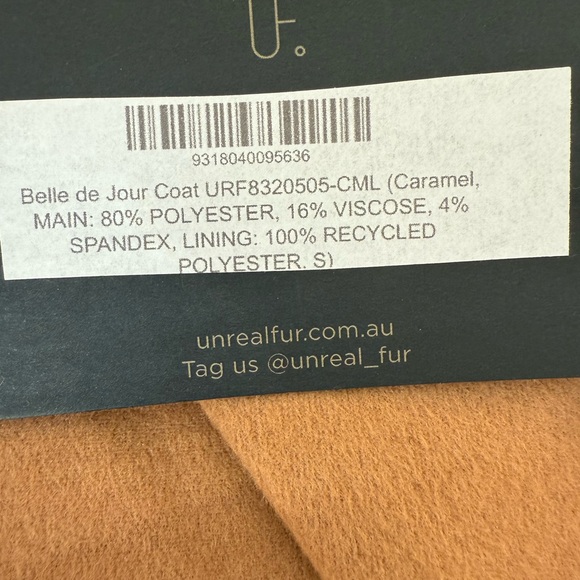 UF.
9318040095636
Belle de Jour Coat URF8320505-CML (Caramel,
MAIN: 80% POLYESTER, 16% VISCOSE, 4%
SPANDEX, LINING: 100% RECYCLED
POLYESTER. S)
unrealfur.com.au
Tag us @unreal_fur